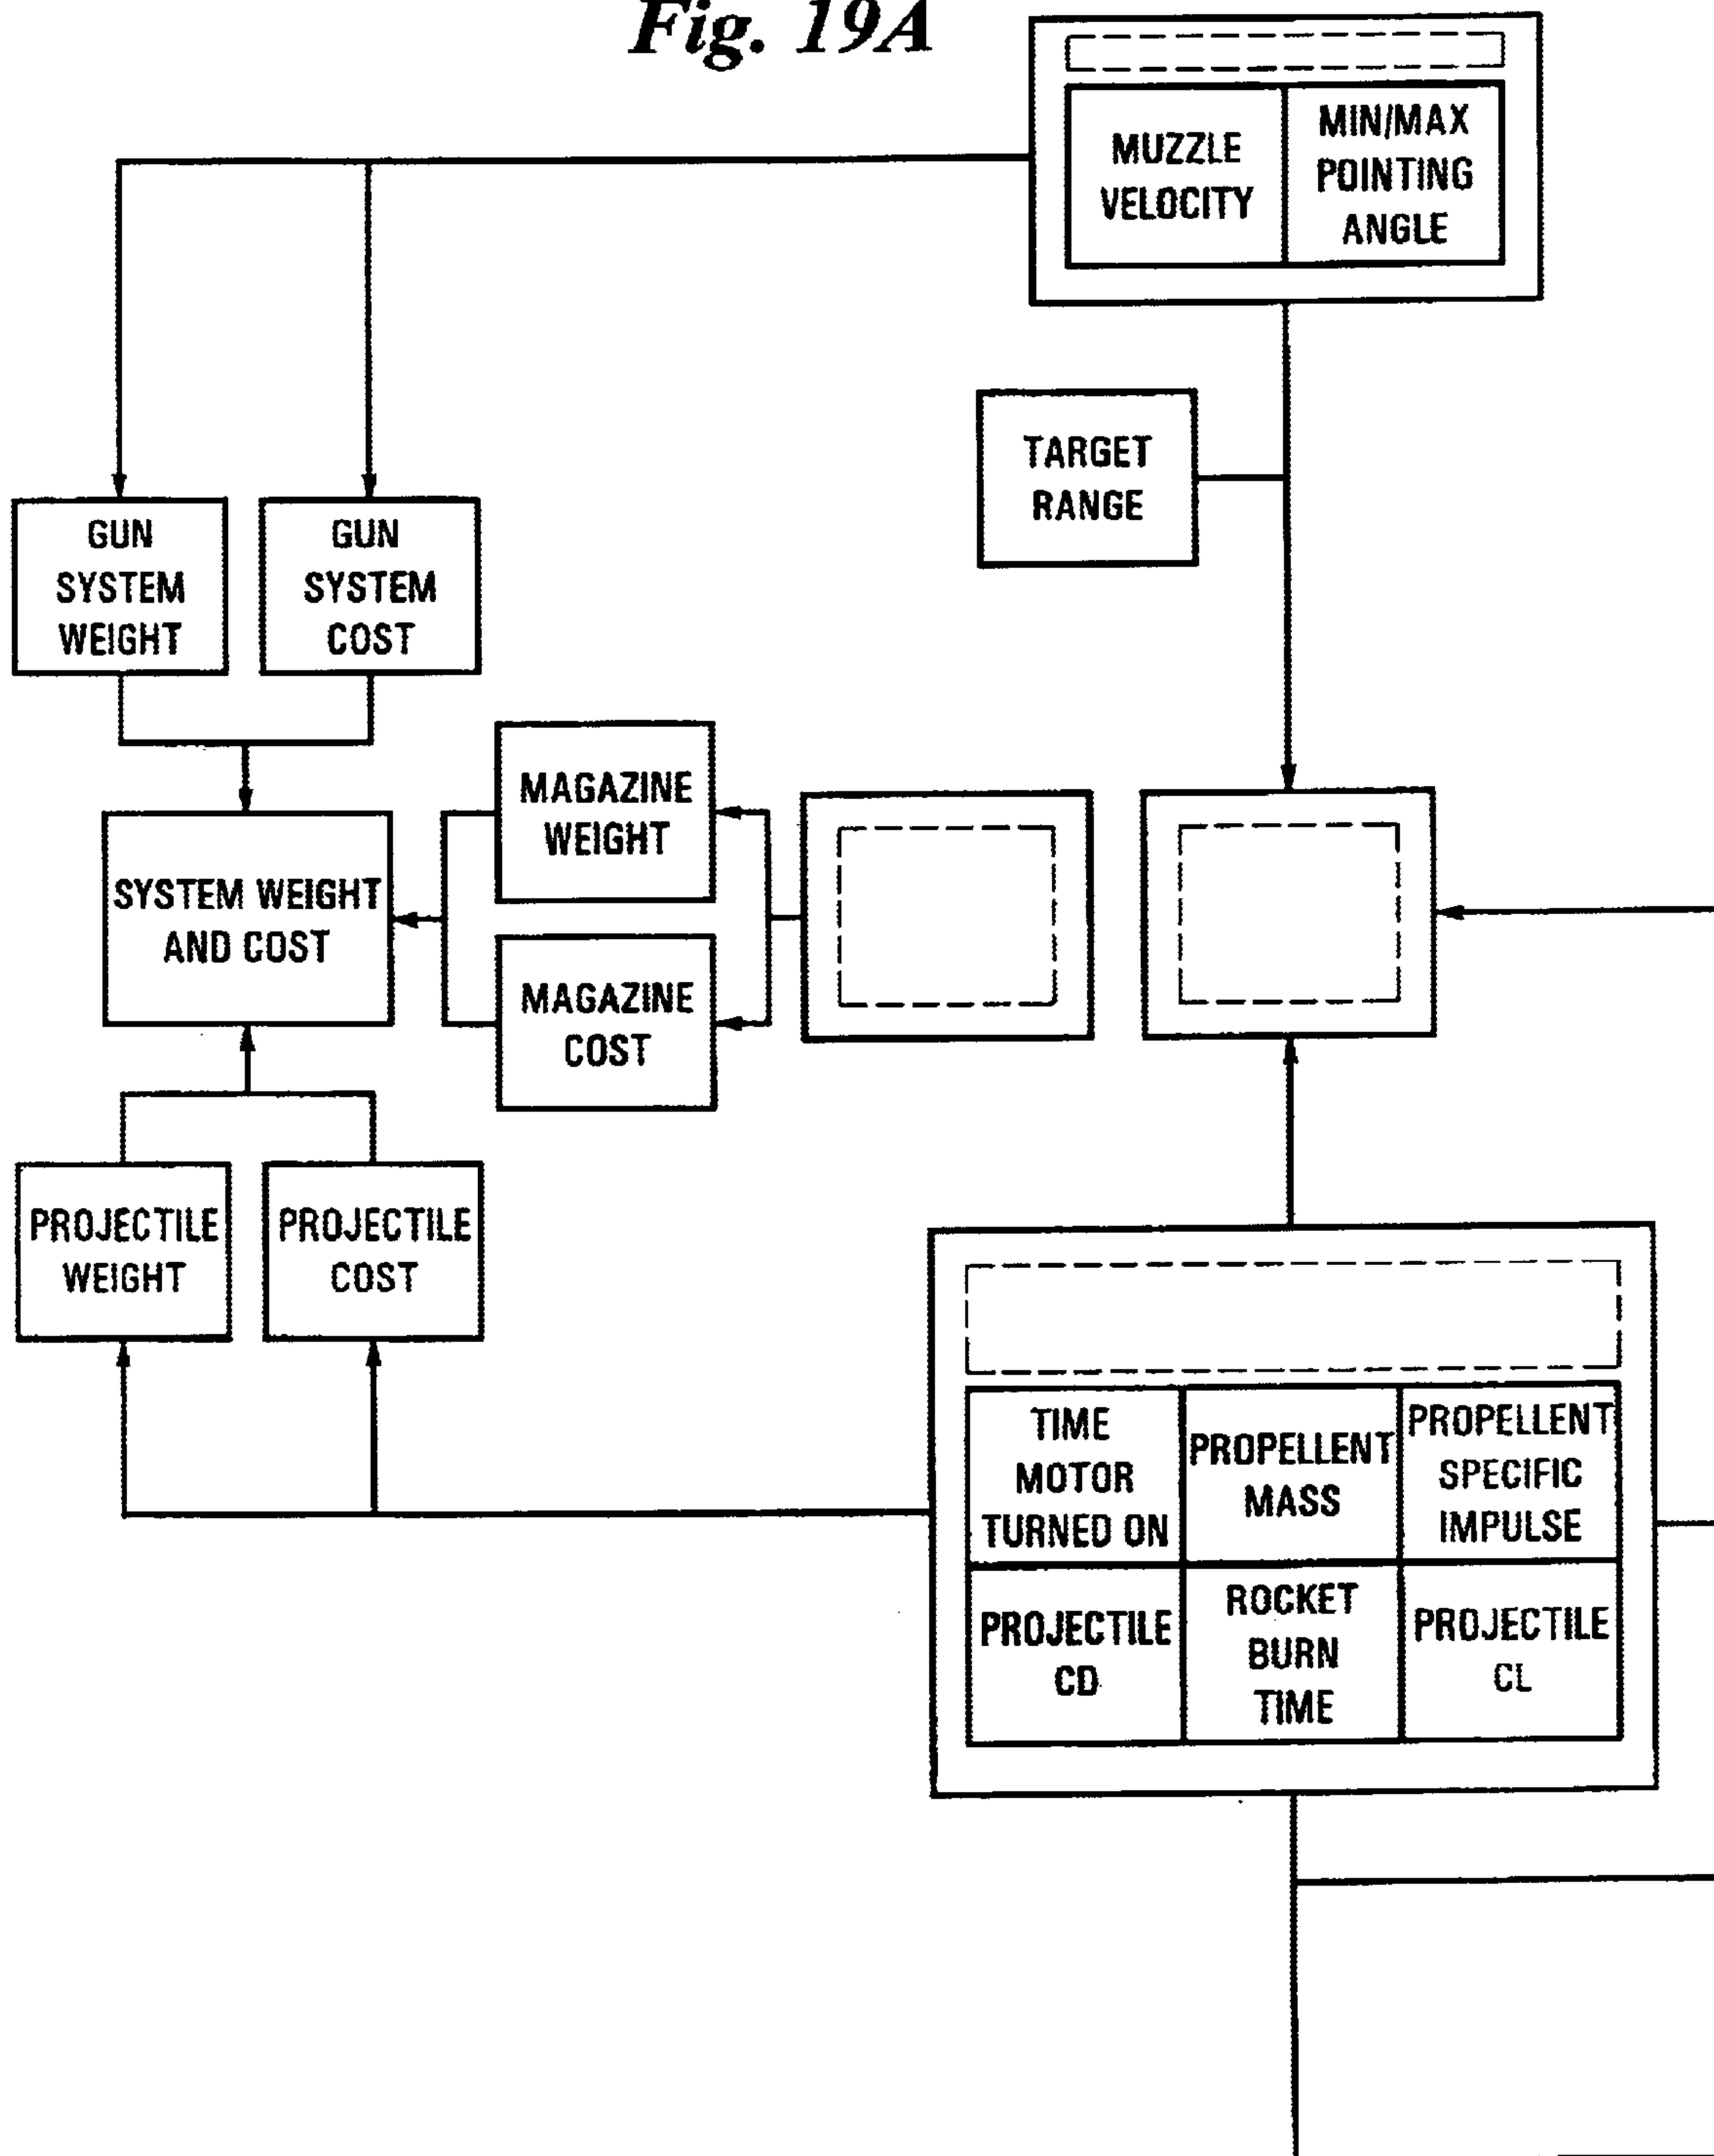 Fig. 19A
MUZZLE
VELOCITY
MIN/MAX
POINTING
ANGLE
TARGET
RANGE
GUN
SYSTEM
WEIGHT
GUN
SYSTEM
COST
MAGAZINE
WEIGHT
SYSTEM WEIGHT
AND COST
MAGAZINE
COST
PROJECTILE
WEIGHT
PROJECTILE
COST
TIME
MOTOR
TURNED ON
PROPELLENT
MASS
PROPELLENT
SPECIFIC
IMPULSE
PROJECTILE
CD
ROCKET
BURN
TIME
PROJECTILE
CL